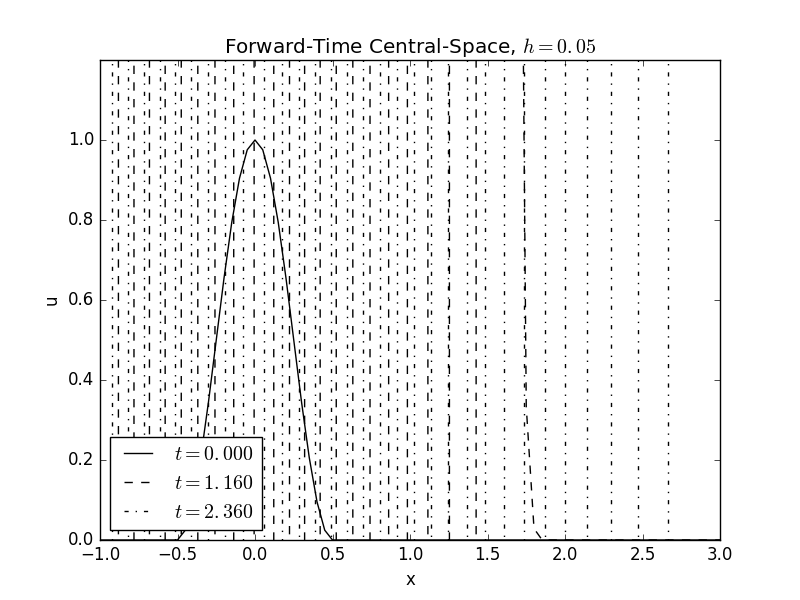 Forward-Time Central-Space, h = 0.05
1.0
0.8
u
0.6
0.4
0.2
0.0
t = 0.000
t = 1.160
t = 2.360
−1.0 −0.5 0.0 0.5 1.0 1.5 2.0 2.5 3.0
x